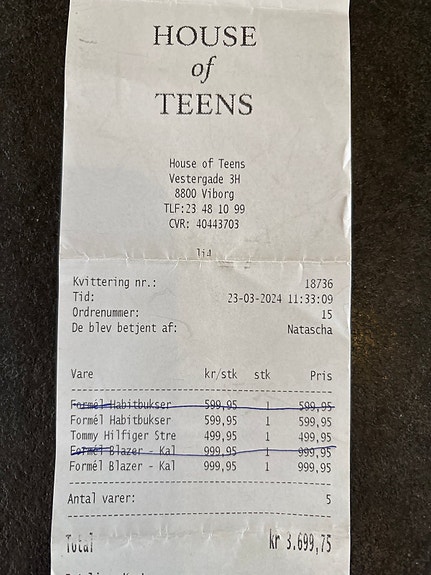 HOUSE
of
TEENS
House of Teens
Vestergade 3H
8800 Viborg
TLF:23 48 10 99
CVR: 40443703
Kvittering nr.: 18736
Tid: 23-03-2024 11:33:09
Ordrenummer: 15
De blev betjent af: Natascha
Vare kr/stk stk Pris
Formél Habitbukser 599,95 1 599,95
Formél Habitbukser 599,95 1 599,95
Tommy Hilfiger Stre 499,95 1 499,95
Formél Blazer - Kal 999,95 1 999,95
Formél Blazer - Kal 999,95 1 999,95
Antal varer: 5
Total kr 3.699,75